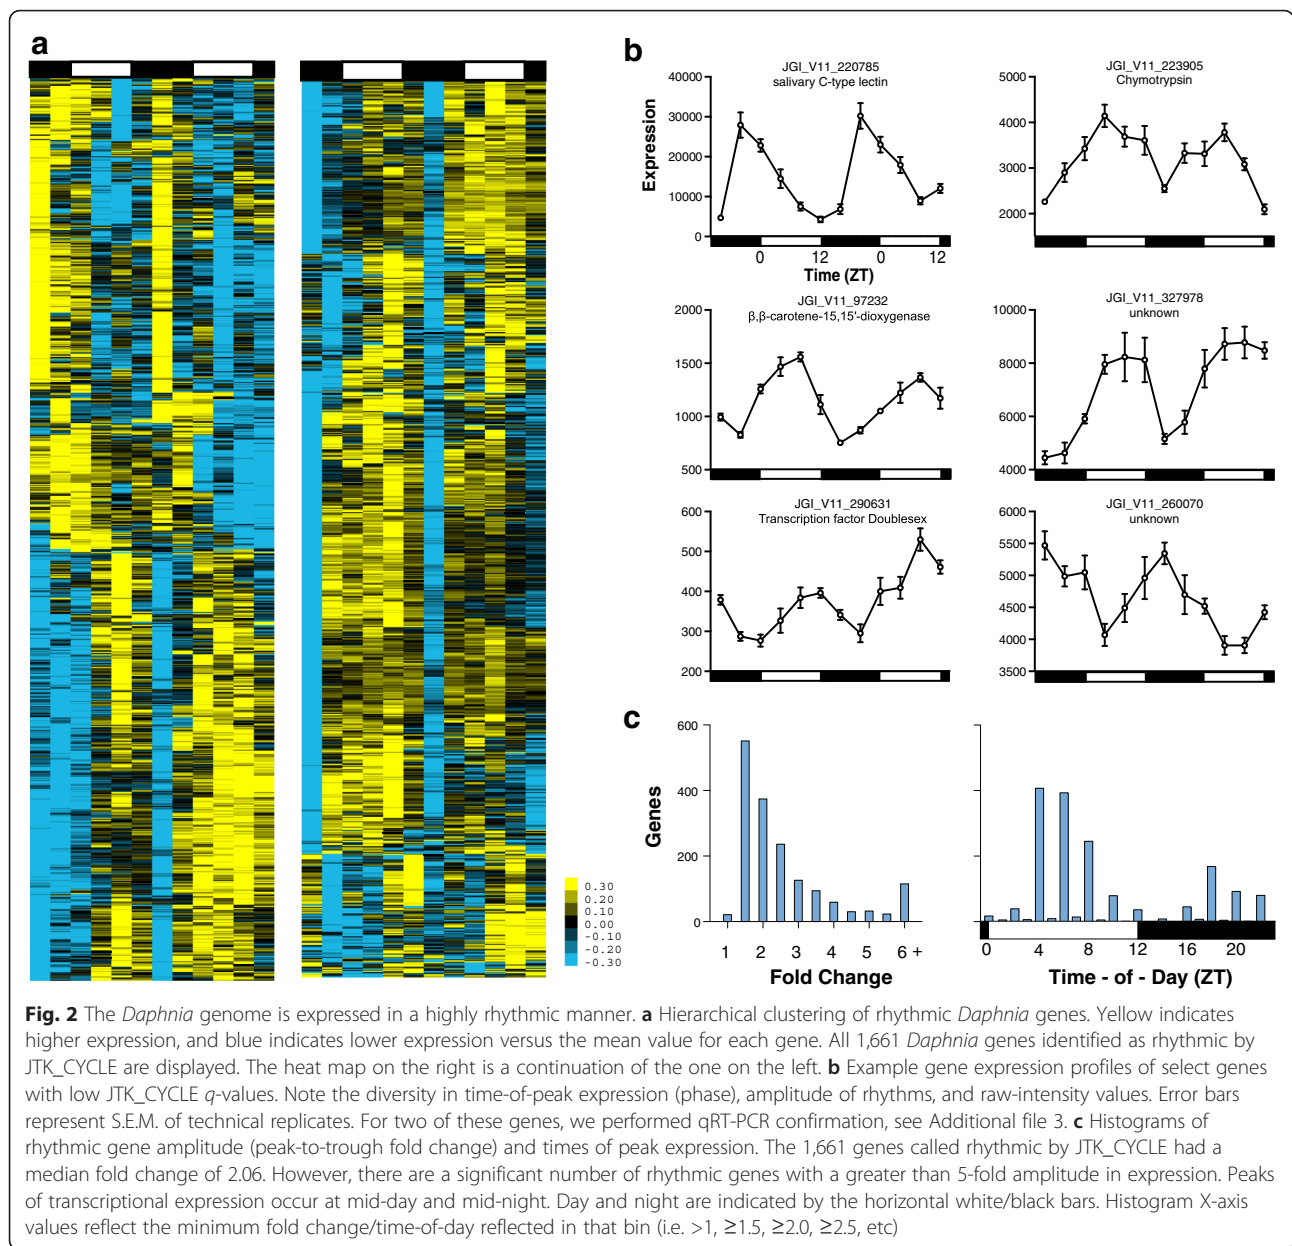 a
0.30
0.20
0.10
0.00
-0.10
-0.20
-0.30
b
JGI_V11_220785
salivary C-type lectin
Expression
40000
30000
20000
10000
0
0 12 0 12
Time (ZT)
JGI_V11_223905
Chymotrypsin
5000
4000
3000
2000
JGI_V11_97232
β,β-carotene-15,15′-dioxygenase
2000
1500
1000
500
JGI_V11_327978
unknown
10000
8000
6000
4000
JGI_V11_290631
Transcription factor Doublesex
600
500
400
300
200
JGI_V11_260070
unknown
6000
5500
5000
4500
4000
3500
c
Genes
600
400
200
0
1 2 3 4 5 6 +
Fold Change
0 4 8 12 16 20
Time - of - Day (ZT)
Fig. 2 The Daphnia genome is expressed in a highly rhythmic manner. a Hierarchical clustering of rhythmic Daphnia genes. Yellow indicates
higher expression, and blue indicates lower expression versus the mean value for each gene. All 1,661 Daphnia genes identified as rhythmic by
JTK_CYCLE are displayed. The heat map on the right is a continuation of the one on the left. b Example gene expression profiles of select genes
with low JTK_CYCLE q-values. Note the diversity in time-of-peak expression (phase), amplitude of rhythms, and raw-intensity values. Error bars
represent S.E.M. of technical replicates. For two of these genes, we performed qRT-PCR confirmation, see Additional file 3. c Histograms of
rhythmic gene amplitude (peak-to-trough fold change) and times of peak expression. The 1,661 genes called rhythmic by JTK_CYCLE had a
median fold change of 2.06. However, there are a significant number of rhythmic genes with a greater than 5-fold amplitude in expression. Peaks
of transcriptional expression occur at mid-day and mid-night. Day and night are indicated by the horizontal white/black bars. Histogram X-axis
values reflect the minimum fold change/time-of-day reflected in that bin (i.e. >1, ≥1.5, ≥2.0, ≥2.5, etc)